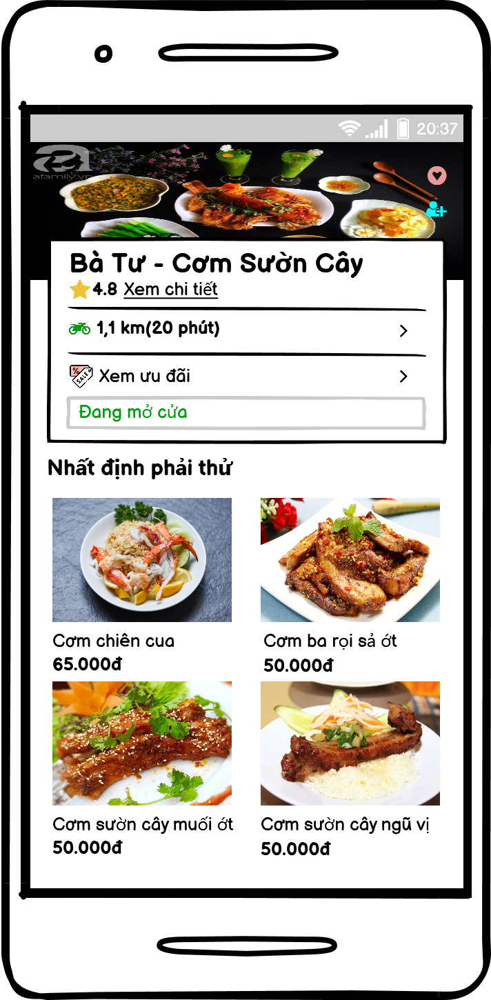 20:37
afamily.vn
Bà Tư - Cơm Sườn Cây
4.8 Xem chi tiết
1,1 km(20 phút)
% SALE Xem ưu đãi
Đang mở cửa
Nhất định phải thử
Cơm chiên cua
65.000đ
Cơm ba rọi sả ớt
50.000đ
Cơm sườn cây muối ớt
50.000đ
Cơm sườn cây ngũ vị
50.000đ